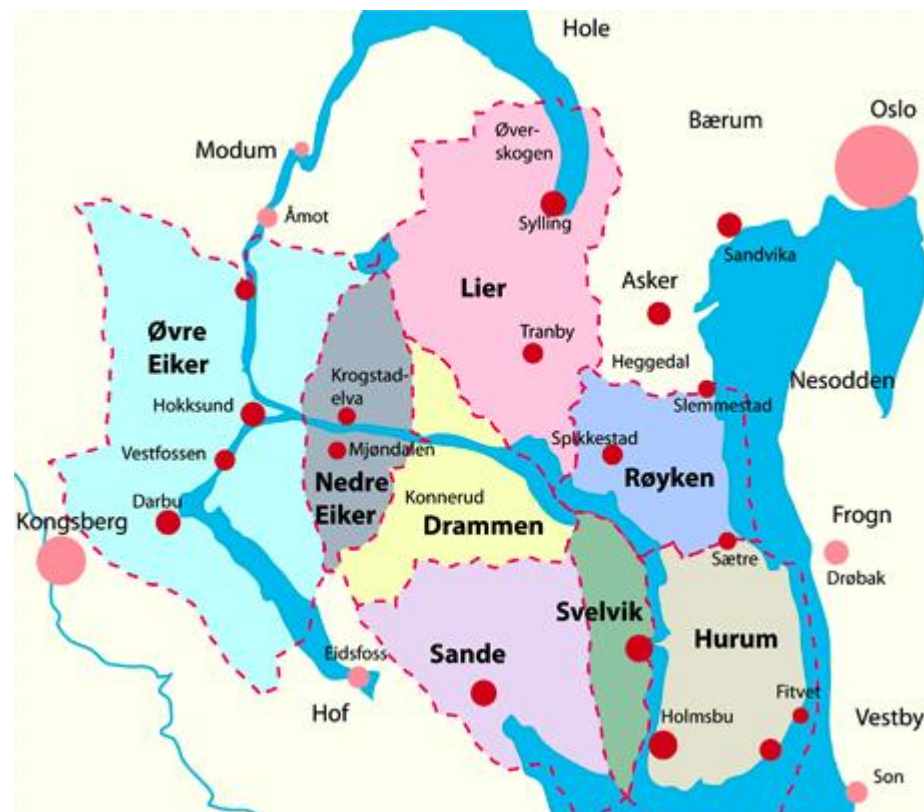 Hole
Oslo
Bærum
Øver-
skogen
Modum
Åmot
Sylling
Sandvika
Asker
Lier
Øvre
Eiker
Tranby
Heggedal
Nesodden
Krogstad-
elva
Slemmestad
Hokksund
Spikkestad
Mjøndalen
Vestfossen
Røyken
Nedre
Eiker
Konnerud
Darbu
Drammen
Kongsberg
Frogn
Sætre
Drøbak
Svelvik
Hurum
Eidsfoss
Sande
Fitvet
Hof
Holmsbu
Vestby
Son